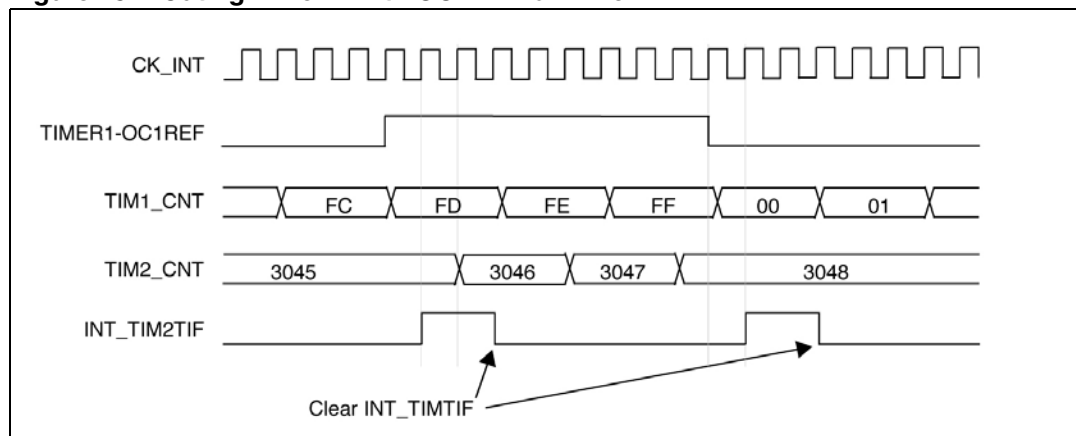 CK_INT
TIMER1-OC1REF
TIM1_CNT FC FD FE FF 00 01
TIM2_CNT 3045 3046 3047 3048
INT_TIM2TIF
Clear INT_TIMTIF